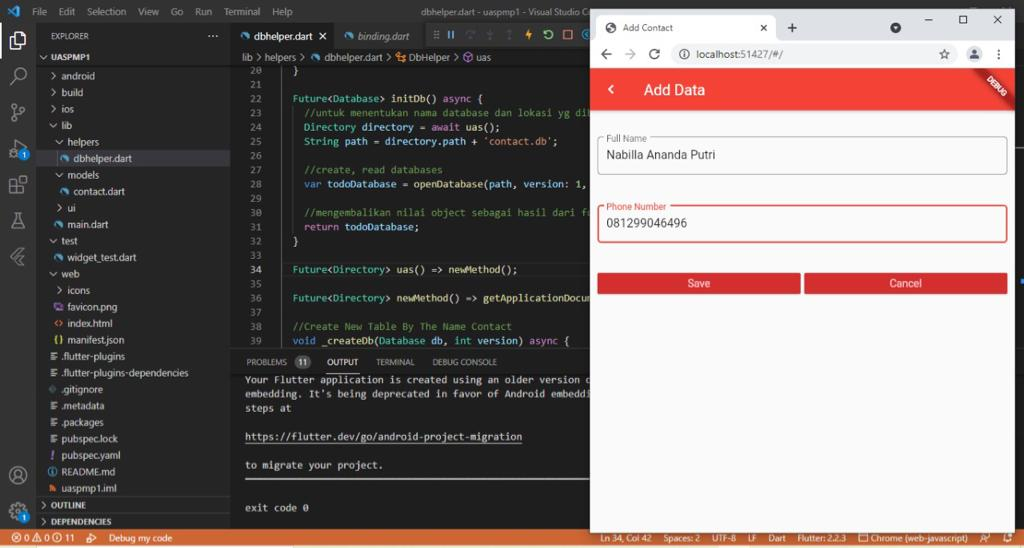 File Edit Selection View Go Run Terminal Help
dbhelper.dart - uaspmp1 - Visual Studio C
EXPLORER
UASPMP1
android
build
ios
lib
helpers
dbhelper.dart
models
contact.dart
ui
main.dart
test
widget_test.dart
web
icons
favicon.png
index.html
manifest.json
.flutter-plugins
.flutter-plugins-dependencies
.gitignore
.metadata
.packages
pubspec.lock
pubspec.yaml
README.md
uaspmp1.iml
OUTLINE
DEPENDENCIES
dbhelper.dart
binding.dart
lib > helpers > dbhelper.dart > DbHelper > uas
20 }
21
22 Future<Database> initDb() async {
23 //untuk menentukan nama database dan lokasi yg dib
24 Directory directory = await uas();
25 String path = directory.path + 'contact.db';
26
27 //create, read databases
28 var todoDatabase = openDatabase(path, version: 1,
29
30 //mengembalikan nilai object sebagai hasil dari fu
31 return todoDatabase;
32 }
33
34 Future<Directory> uas() => newMethod();
35
36 Future<Directory> newMethod() => getApplicationDocum
37
38 //Create New Table By The Name Contact
39 void _createDb(Database db, int version) async {
PROBLEMS 11 OUTPUT TERMINAL DEBUG CONSOLE
Your Flutter application is created using an older version o
embedding. It's being deprecated in favor of Android embeddi
steps at
https://flutter.dev/go/android-project-migration
to migrate your project.
exit code 0
1
1
0 0 11 Debug my code
Ln 34, Col 42 Spaces: 2 UTF-8 LF Dart Flutter: 2.2.3 Chrome (web-javascript)
Add Contact
localhost:51427/#/
Add Data
DEBUG
Full Name
Nabilla Ananda Putri
Phone Number
081299046496
Save
Cancel